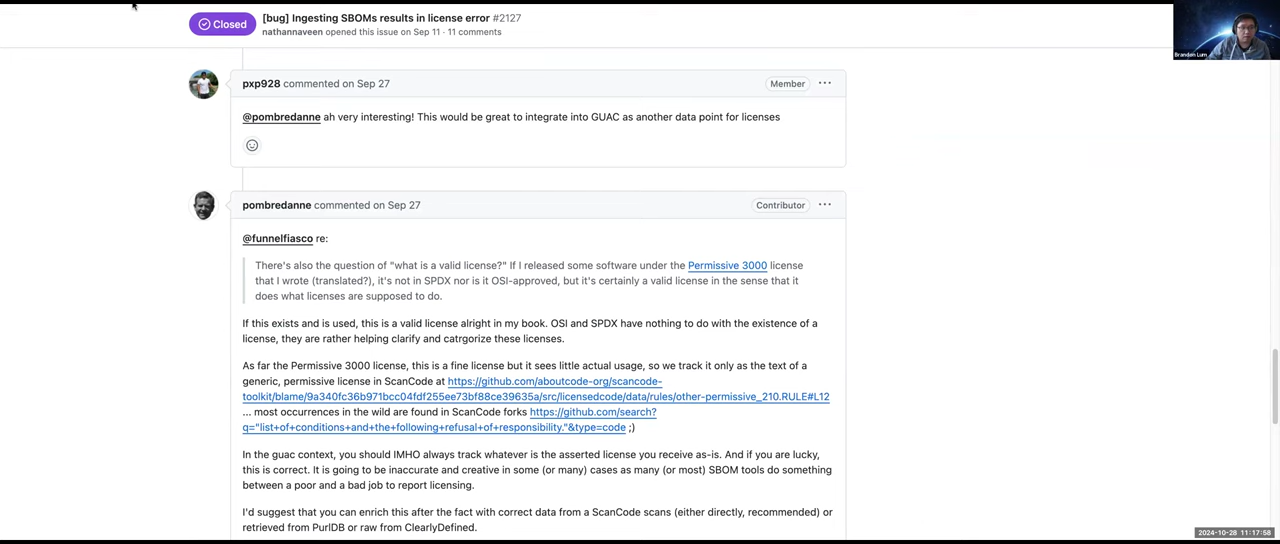 Closed
[bug] Ingesting SBOMs results in license error #2127
nathannaveen opened this issue on Sep 11 · 11 comments
Brandon Lum
pxp928 commented on Sep 27
Member
@pombredanne ah very interesting! This would be great to integrate into GUAC as another data point for licenses
pombredanne commented on Sep 27
Contributor
@funnelfiasco re:
There's also the question of "what is a valid license?" If I released some software under the Permissive 3000 license
that I wrote (translated?), it's not in SPDX nor is it OSI-approved, but it's certainly a valid license in the sense that it
does what licenses are supposed to do.
If this exists and is used, this is a valid license alright in my book. OSI and SPDX have nothing to do with the existence of a
license, they are rather helping clarify and catrgorize these licenses.
As far the Permissive 3000 license, this is a fine license but it sees little actual usage, so we track it only as the text of a
generic, permissive license in ScanCode at https://github.com/aboutcode-org/scancode-
toolkit/blame/9a340fc36b971bcc04fdf255ee73bf88ce39635a/src/licensedcode/data/rules/other-permissive_210.RULE#L12
... most occurrences in the wild are found in ScanCode forks https://github.com/search?
q="list+of+conditions+and+the+following+refusal+of+responsibility."&type=code ;)
In the guac context, you should IMHO always track whatever is the asserted license you receive as-is. And if you are lucky,
this is correct. It is going to be inaccurate and creative in some (or many) cases as many (or most) SBOM tools do something
between a poor and a bad job to report licensing.
I'd suggest that you can enrich this after the fact with correct data from a ScanCode scans (either directly, recommended) or
retrieved from PurlDB or raw from ClearlyDefined.
2024-10-28 11:17:58